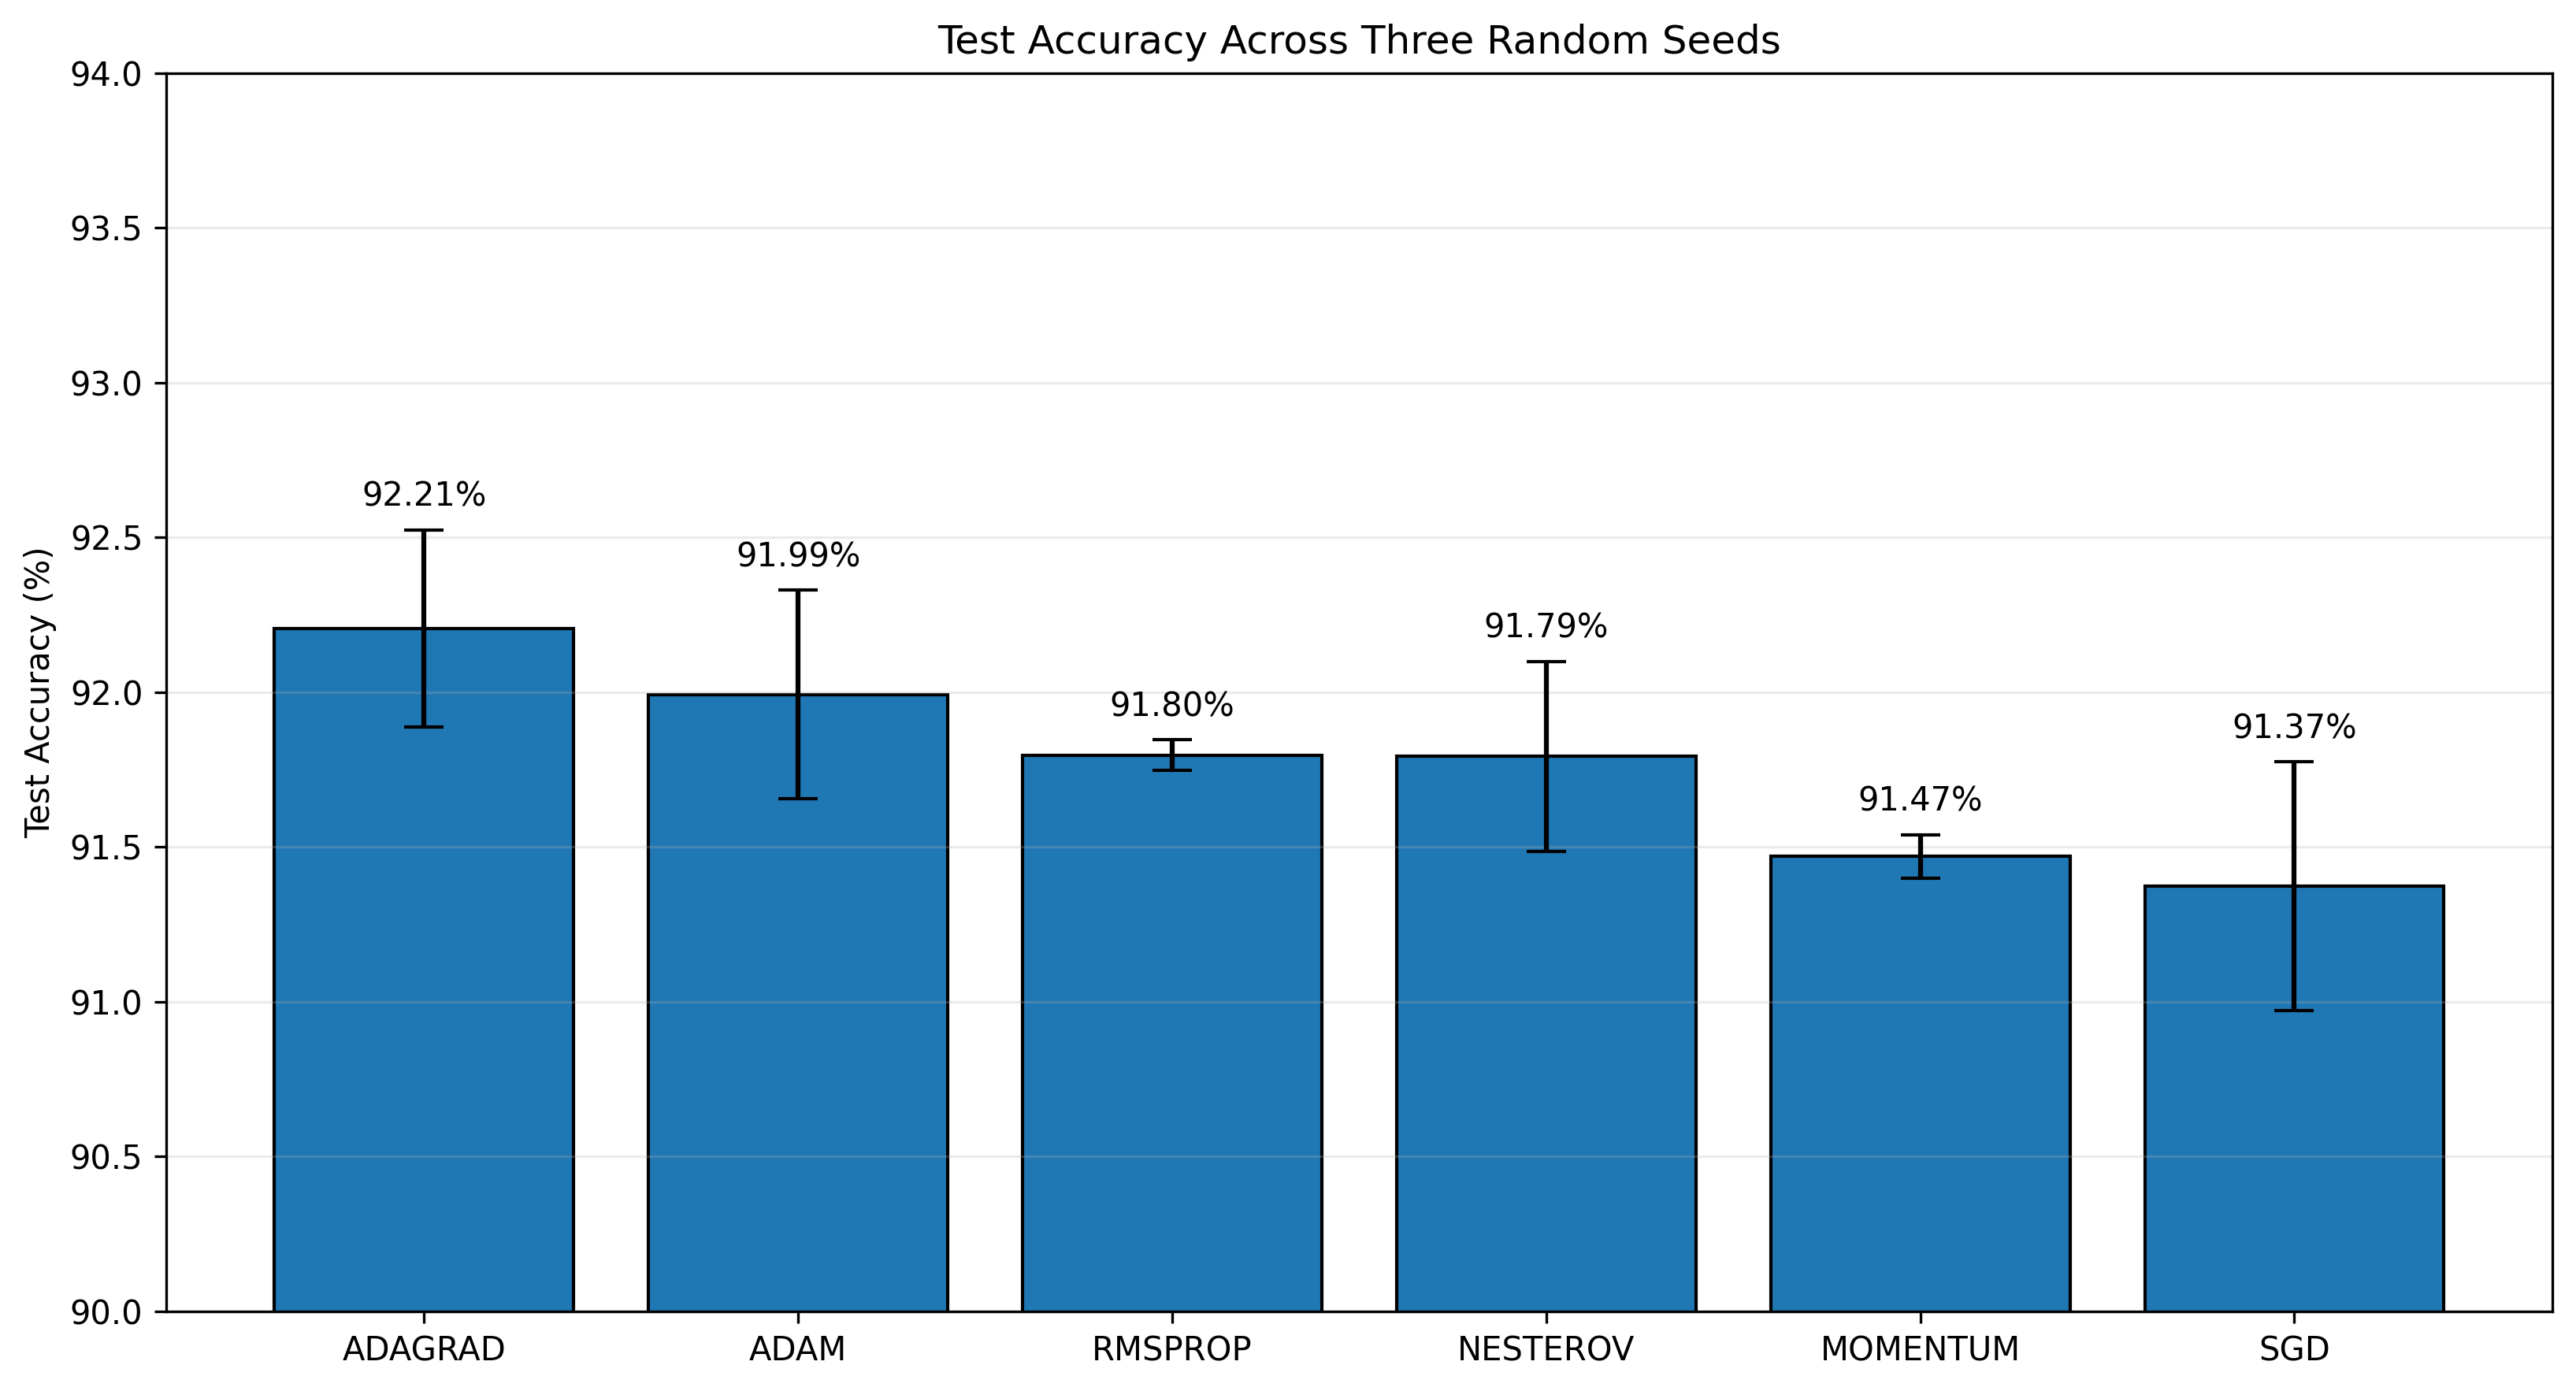 Test Accuracy Across Three Random Seeds
Test Accuracy (%)
94.0
93.5
93.0
92.5
92.0
91.5
91.0
90.5
90.0
92.21%
91.99%
91.80%
91.79%
91.47%
91.37%
ADAGRAD
ADAM
RMSPROP
NESTEROV
MOMENTUM
SGD